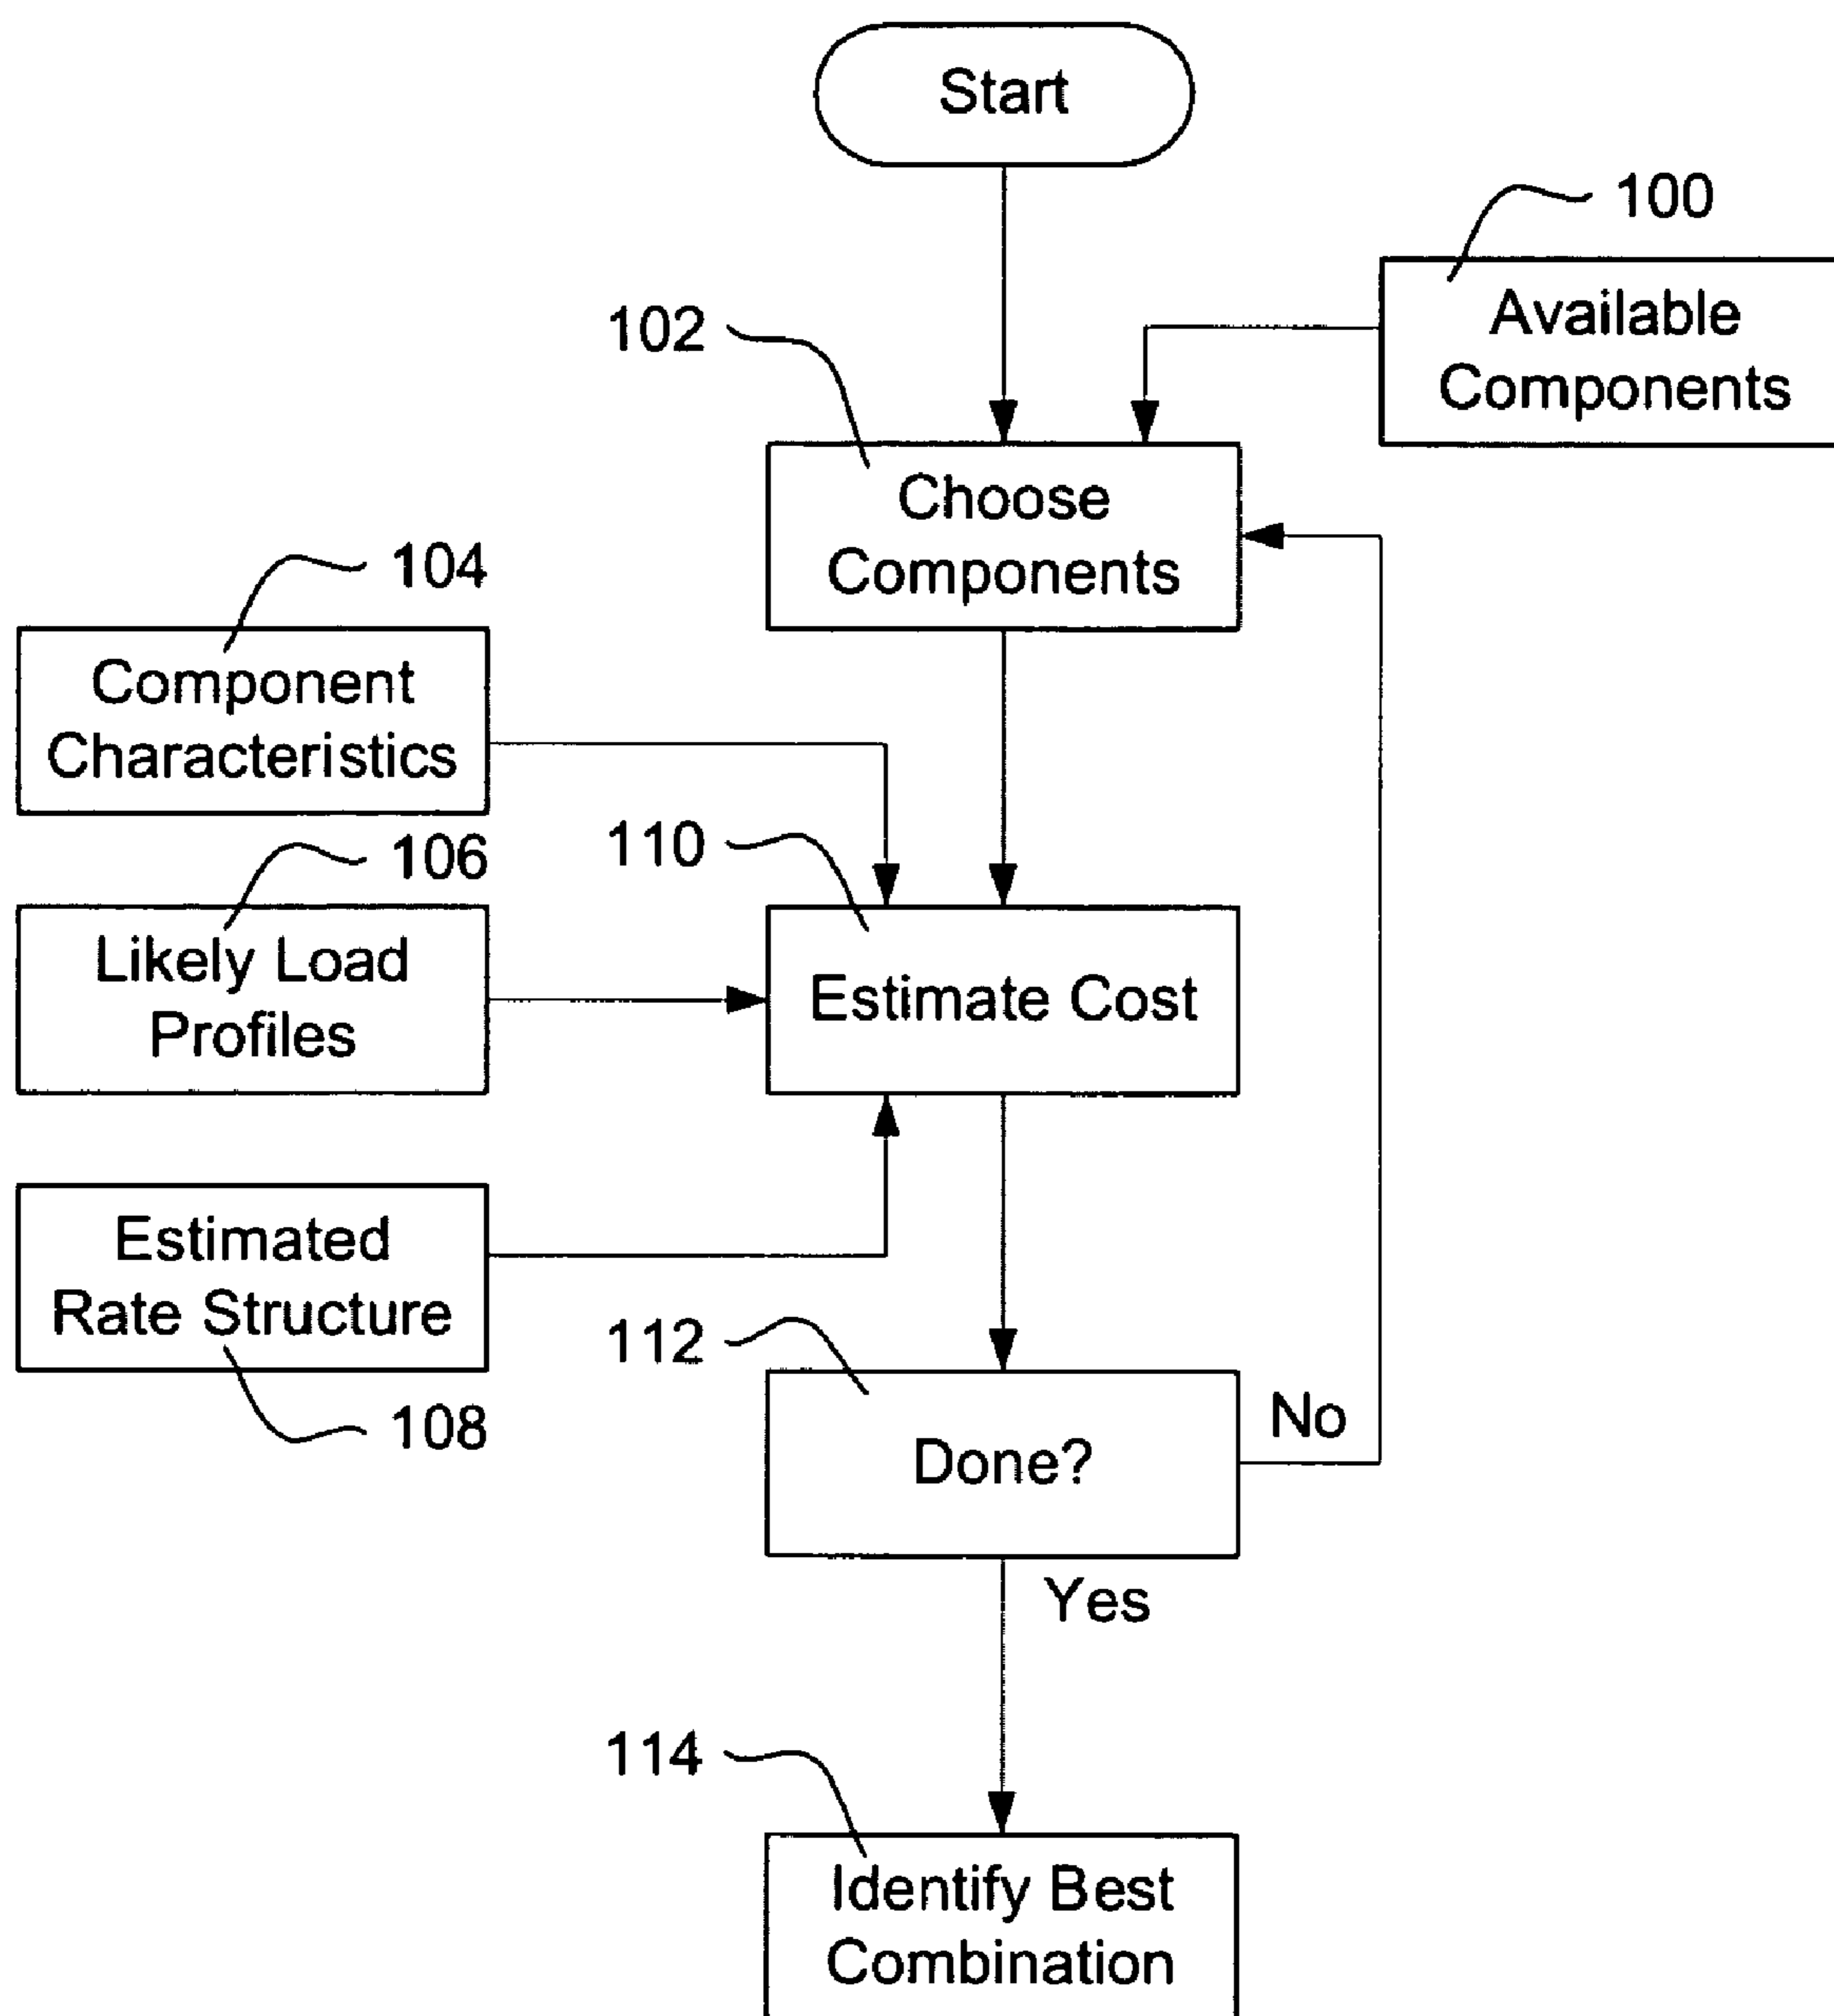 Start
100
Available
Components
102
Choose
Components
104
Component
Characteristics
110
106
Likely Load
Profiles
Estimate Cost
Estimated
Rate Structure
108
112
Done?
No
Yes
114
Identify Best
Combination